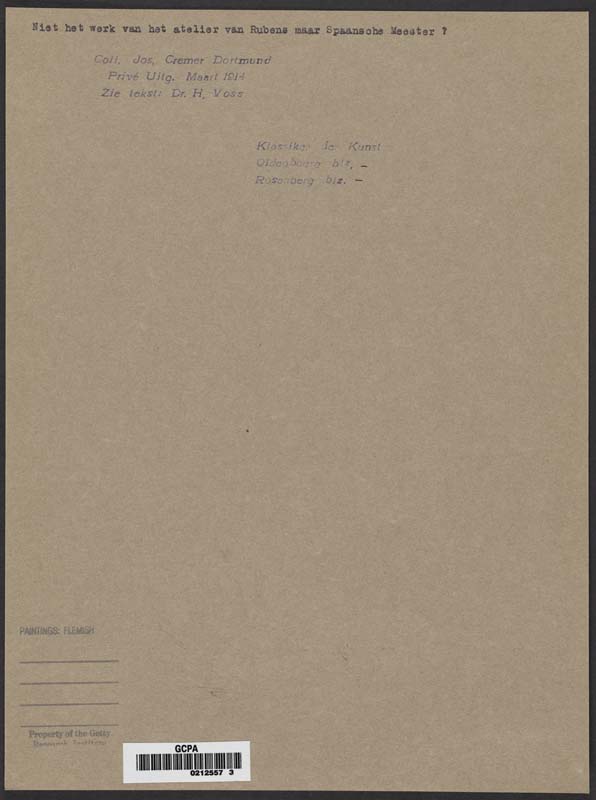 Niet het werk van het atelier van Rubens maar Spaansche Meester ?
Coll. Jos. Cremer Dortmund
Privé Uitg. Maart 1914
Zie tekst: Dr. H. Voss
Klassiker der Kunst
Oldenbourg blz. —
Rosenberg blz. —
PAINTINGS: FLEMISH
Property of the Getty
Research Institute
GCPA
0212557 3